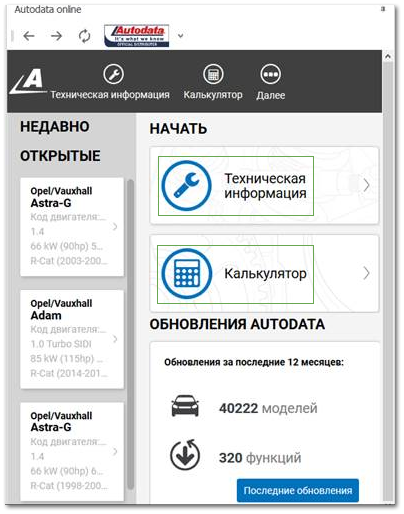 Autodata online
Autodata
It's what we know
OFFICIAL DISTRIBUTOR
Техническая информация
Калькулятор
Далее
НЕДАВНО
ОТКРЫТЫЕ
Opel/Vauxhall
Astra-G
Код двигателя:...
1.4
66 kW (90hp) 5...
R-Cat (2003-200...
Opel/Vauxhall
Adam
Код двигателя:...
1.0 Turbo SIDI
85 kW (115hp) ...
R-Cat (2014-201...
Opel/Vauxhall
Astra-G
Код двигателя:...
1.4
66 kW (90hp) 6...
R-Cat (1998-200...
НАЧАТЬ
Техническая
информация
Калькулятор
ОБНОВЛЕНИЯ AUTODATA
Обновления за последние 12 месяцев:
40222 моделей
320 функций
Последние обновления